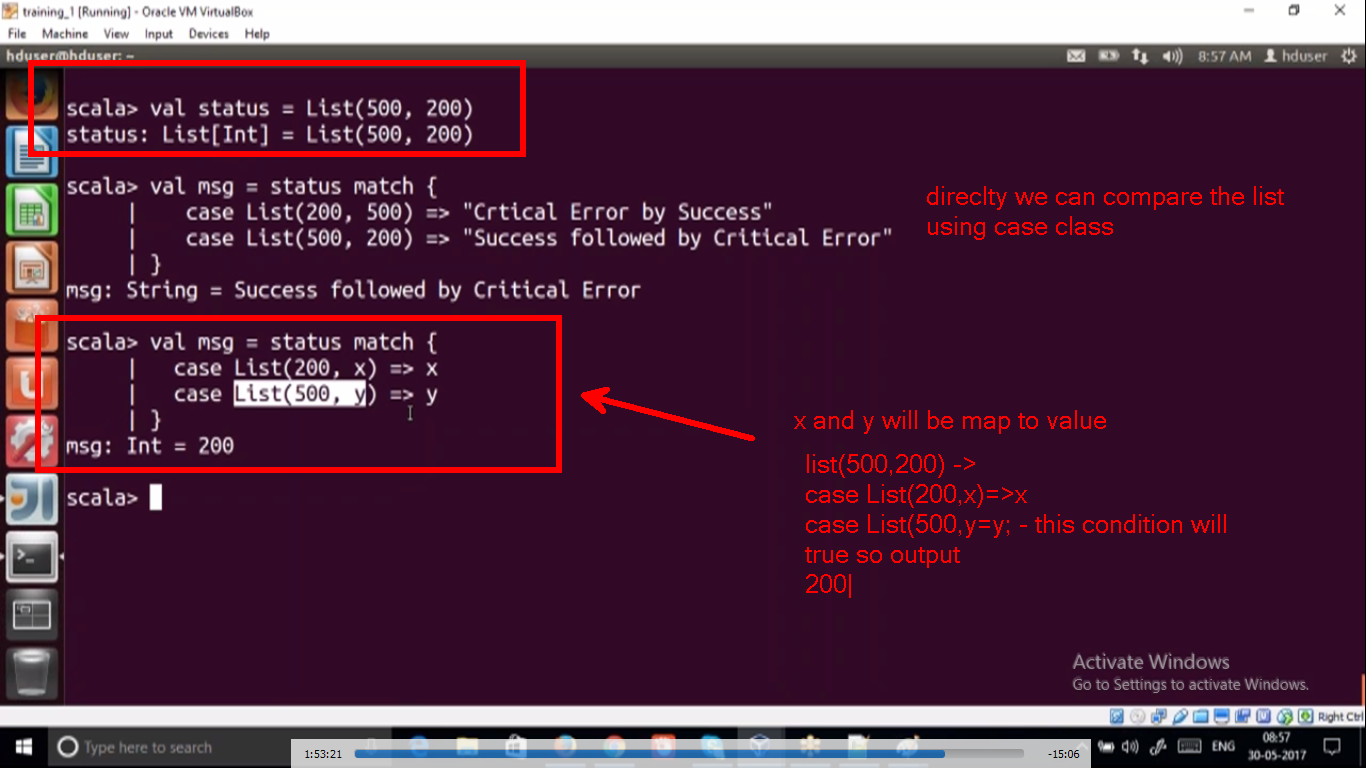 training_1 [Running] - Oracle VM VirtualBox
File Machine View Input Devices Help
hduser@hduser: ~
8:57 AM hduser
scala> val status = List(500, 200)
status: List[Int] = List(500, 200)
scala> val msg = status match {
| case List(200, 500) => "Crtical Error by Success"
| case List(500, 200) => "Success followed by Critical Error"
| }
msg: String = Success followed by Critical Error
direclty we can compare the list
using case class
scala> val msg = status match {
| case List(200, x) => x
| case List(500, y) => y
| }
msg: Int = 200
scala>
x and y will be map to value
list(500,200) ->
case List(200,x)=>x
case List(500,y=y; - this condition will
true so output
200|
Activate Windows
Go to Settings to activate Windows.
Right Ctrl
Type here to search
1:53:21
-15:06
ENG
08:57
30-05-2017